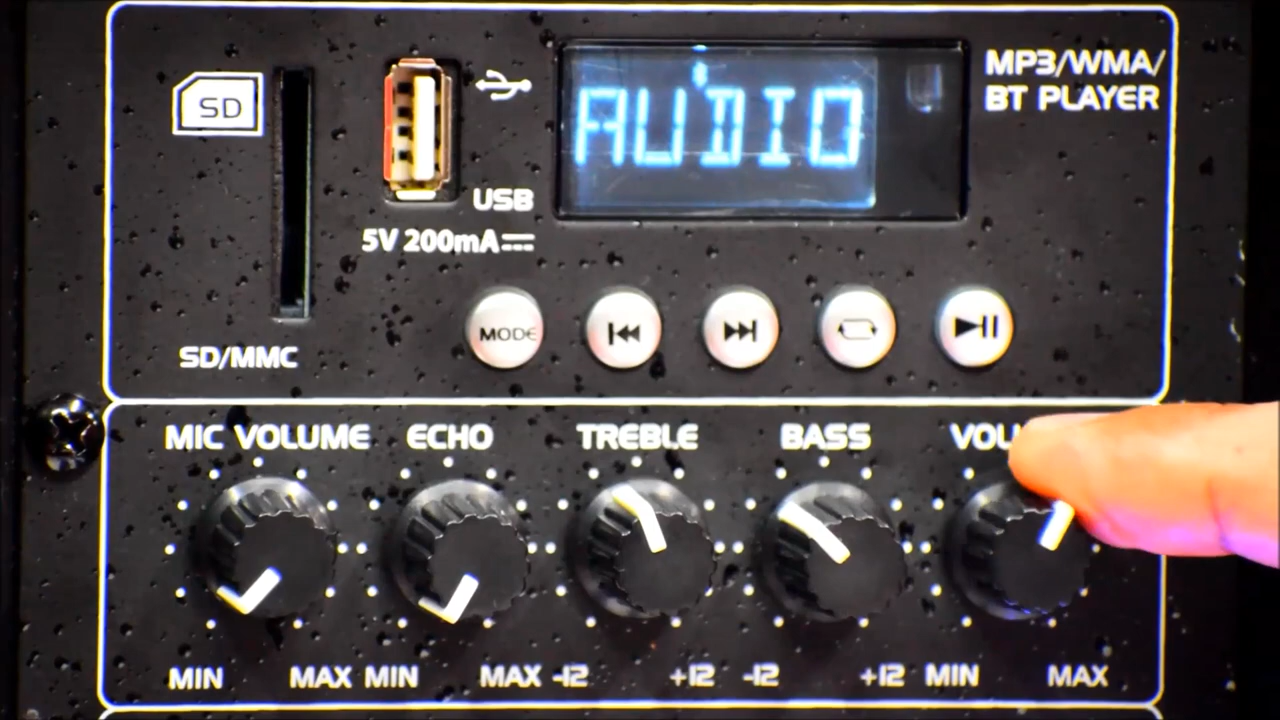 SD
SD/MMC
USB
5V 200mA
AUDIO
MP3/WMA/
BT PLAYER
MODE
MIC VOLUME ECHO TREBLE BASS VOLU
MIN MAX MIN MAX -12 +12 -12 +12 MIN MAX